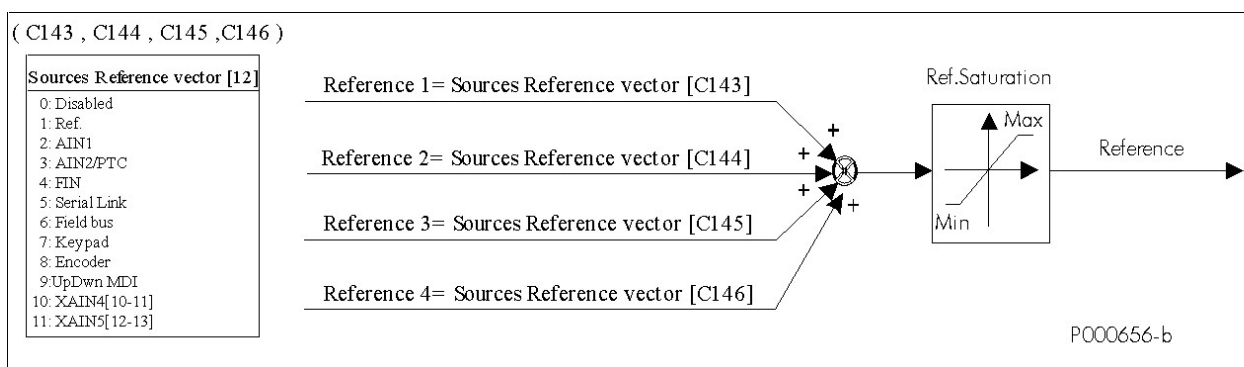 ( C143 , C144 , C145 ,C146 )
Sources Reference vector [12]
0: Disabled
1: Ref.
2: AIN1
3: AIN2/PTC
4: FIN
5: Serial Link
6: Field bus
7: Keypad
8: Encoder
9:UpDwn MDI
10: XAIN4[10-11]
11: XAIN5[12-13]
Reference 1= Sources Reference vector [C143]
Reference 2= Sources Reference vector [C144]
Reference 3= Sources Reference vector [C145]
Reference 4= Sources Reference vector [C146]
+
+
+
+
Ref.Saturation
Max
Min
Reference
P000656-b